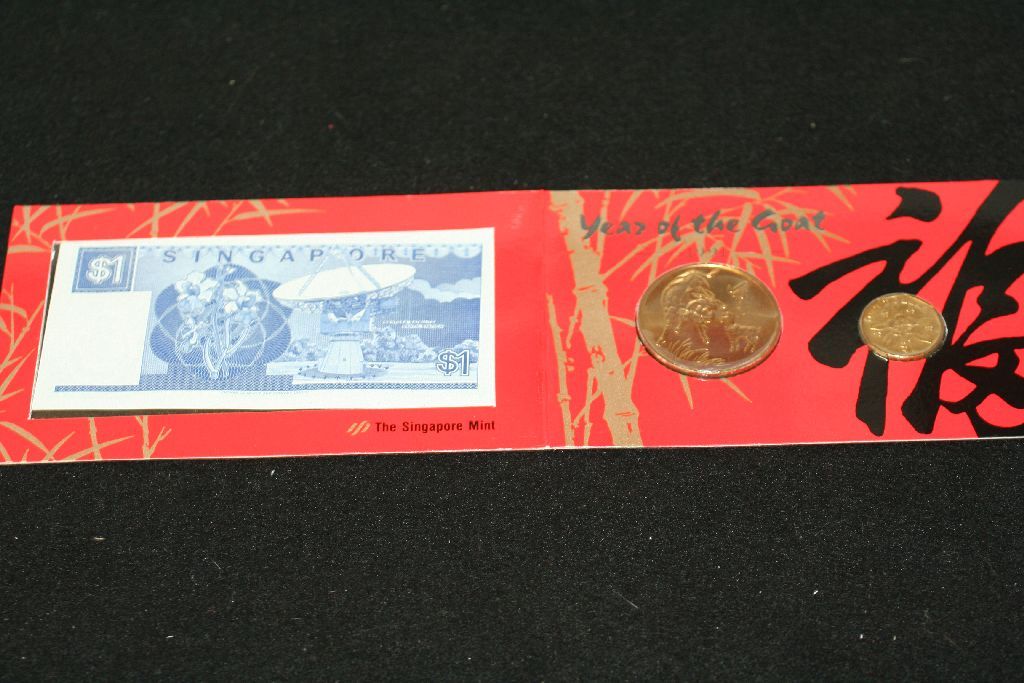 $1
SINGAPORE
$1
The Singapore Mint
Year of the Goat
福